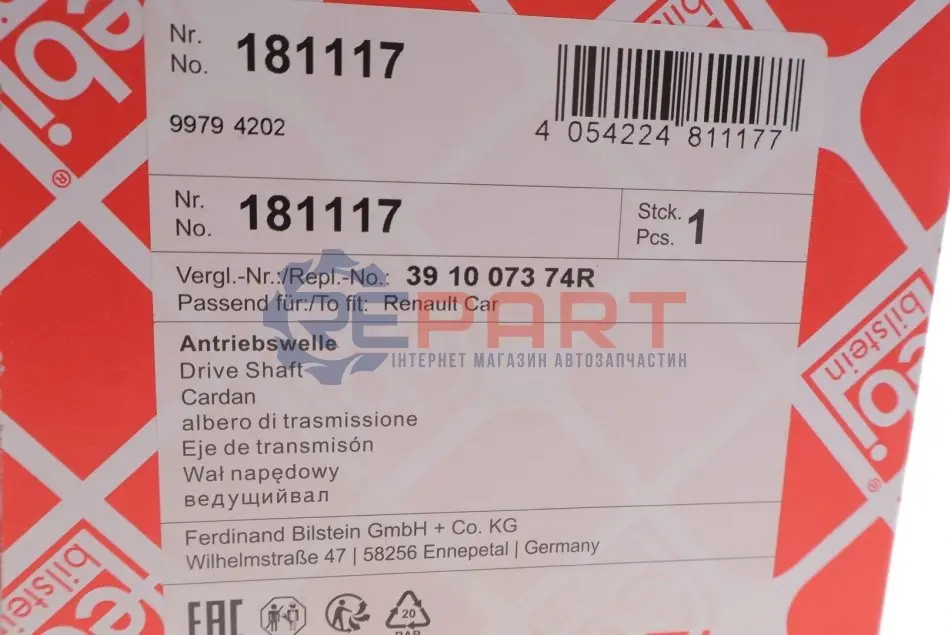 Nr.
No. 181117
9979 4202
4 054224 811177
Nr.
No. 181117
Stck.
Pcs. 1
Vergl.-Nr.:/Repl.-No.: 39 10 073 74R
Passend für:/To fit: Renault Car
REPART
ІНТЕРНЕТ МАГАЗИН АВТОЗАПЧАСТИН
Antriebswelle
Drive Shaft
Cardan
albero di trasmissione
Eje de transmisón
Wał napędowy
ведущийвал
Ferdinand Bilstein GmbH + Co. KG
Wilhelmstraße 47 | 58256 Ennepetal | Germany
EAC
20
PAP
febi
bilstein